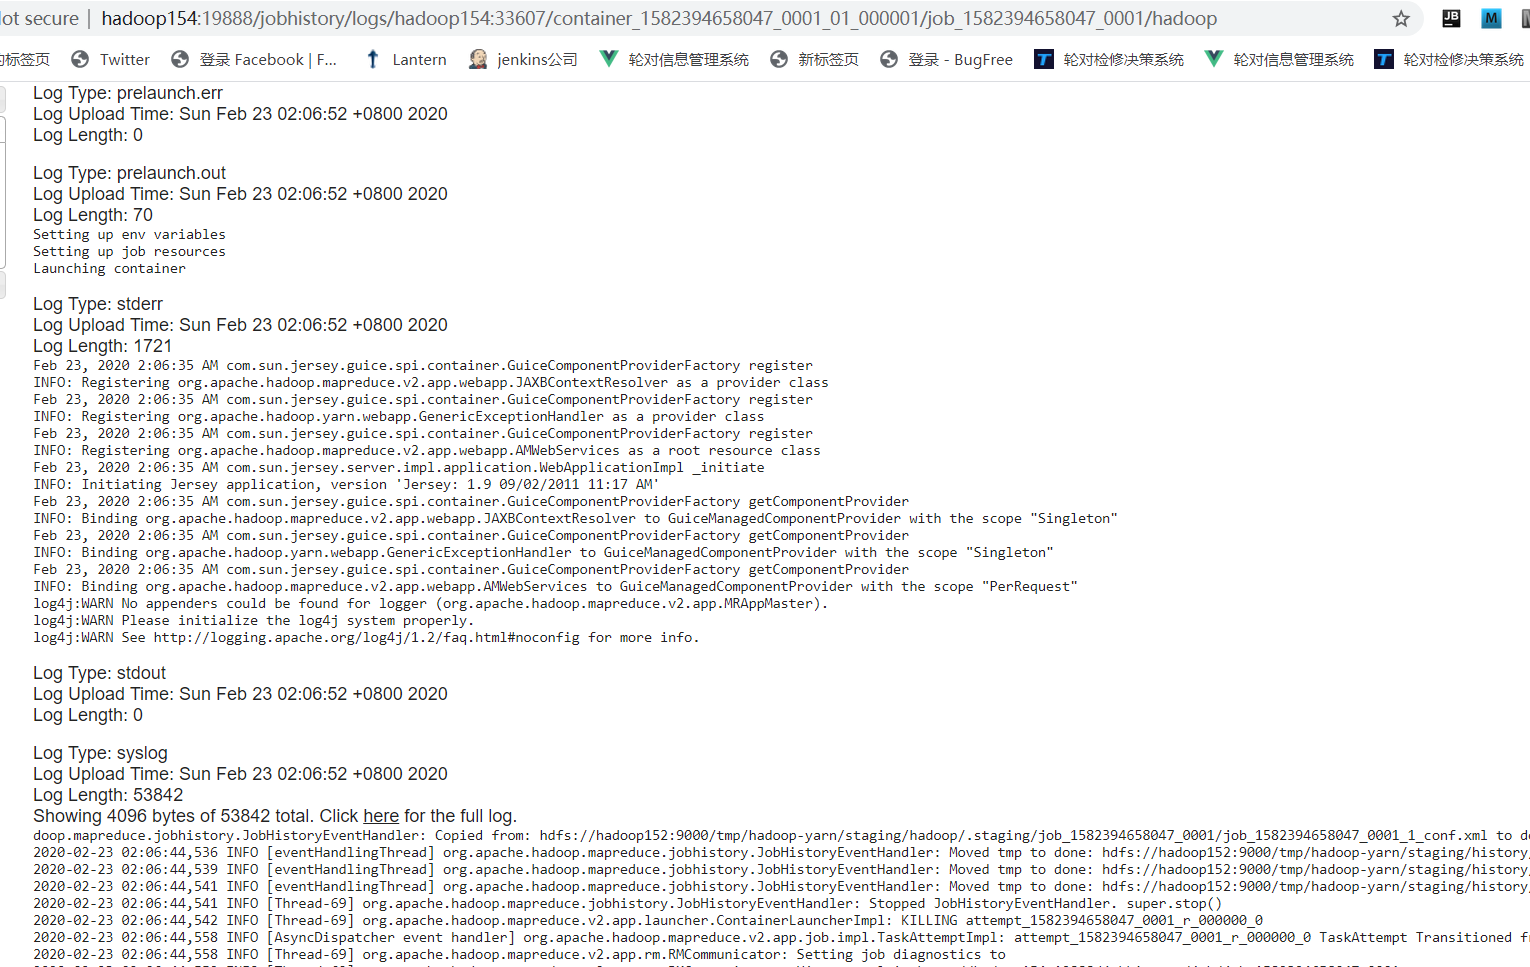 ot secure | hadoop154:19888/jobhistory/logs/hadoop154:33607/container_1582394658047_0001_01_000001/job_1582394658047_0001/hadoop
JB M
的标签页 Twitter 登录 Facebook | F... Lantern jenkins公司 轮对信息管理系统 新标签页 登录 - BugFree T 轮对检修决策系统 轮对信息管理系统 T 轮对检修决策系统
Log Type: prelaunch.err
Log Upload Time: Sun Feb 23 02:06:52 +0800 2020
Log Length: 0
Log Type: prelaunch.out
Log Upload Time: Sun Feb 23 02:06:52 +0800 2020
Log Length: 70
Setting up env variables
Setting up job resources
Launching container
Log Type: stderr
Log Upload Time: Sun Feb 23 02:06:52 +0800 2020
Log Length: 1721
Feb 23, 2020 2:06:35 AM com.sun.jersey.guice.spi.container.GuiceComponentProviderFactory register
INFO: Registering org.apache.hadoop.mapreduce.v2.app.webapp.JAXBContextResolver as a provider class
Feb 23, 2020 2:06:35 AM com.sun.jersey.guice.spi.container.GuiceComponentProviderFactory register
INFO: Registering org.apache.hadoop.yarn.webapp.GenericExceptionHandler as a provider class
Feb 23, 2020 2:06:35 AM com.sun.jersey.guice.spi.container.GuiceComponentProviderFactory register
INFO: Registering org.apache.hadoop.mapreduce.v2.app.webapp.AMWebServices as a root resource class
Feb 23, 2020 2:06:35 AM com.sun.jersey.server.impl.application.WebApplicationImpl _initiate
INFO: Initiating Jersey application, version 'Jersey: 1.9 09/02/2011 11:17 AM'
Feb 23, 2020 2:06:35 AM com.sun.jersey.guice.spi.container.GuiceComponentProviderFactory getComponentProvider
INFO: Binding org.apache.hadoop.mapreduce.v2.app.webapp.JAXBContextResolver to GuiceManagedComponentProvider with the scope "Singleton"
Feb 23, 2020 2:06:35 AM com.sun.jersey.guice.spi.container.GuiceComponentProviderFactory getComponentProvider
INFO: Binding org.apache.hadoop.yarn.webapp.GenericExceptionHandler to GuiceManagedComponentProvider with the scope "Singleton"
Feb 23, 2020 2:06:35 AM com.sun.jersey.guice.spi.container.GuiceComponentProviderFactory getComponentProvider
INFO: Binding org.apache.hadoop.mapreduce.v2.app.webapp.AMWebServices to GuiceManagedComponentProvider with the scope "PerRequest"
log4j:WARN No appenders could be found for logger (org.apache.hadoop.mapreduce.v2.app.MRAppMaster).
log4j:WARN Please initialize the log4j system properly.
log4j:WARN See http://logging.apache.org/log4j/1.2/faq.html#noconfig for more info.
Log Type: stdout
Log Upload Time: Sun Feb 23 02:06:52 +0800 2020
Log Length: 0
Log Type: syslog
Log Upload Time: Sun Feb 23 02:06:52 +0800 2020
Log Length: 53842
Showing 4096 bytes of 53842 total. Click here for the full log.
doop.mapreduce.jobhistory.JobHistoryEventHandler: Copied from: hdfs://hadoop152:9000/tmp/hadoop-yarn/staging/hadoop/.staging/job_1582394658047_0001/job_1582394658047_0001_1_conf.xml to do
2020-02-23 02:06:44,536 INFO [eventHandlingThread] org.apache.hadoop.mapreduce.jobhistory.JobHistoryEventHandler: Moved tmp to done: hdfs://hadoop152:9000/tmp/hadoop-yarn/staging/history/
2020-02-23 02:06:44,539 INFO [eventHandlingThread] org.apache.hadoop.mapreduce.jobhistory.JobHistoryEventHandler: Moved tmp to done: hdfs://hadoop152:9000/tmp/hadoop-yarn/staging/history/
2020-02-23 02:06:44,541 INFO [eventHandlingThread] org.apache.hadoop.mapreduce.jobhistory.JobHistoryEventHandler: Moved tmp to done: hdfs://hadoop152:9000/tmp/hadoop-yarn/staging/history/
2020-02-23 02:06:44,541 INFO [Thread-69] org.apache.hadoop.mapreduce.jobhistory.JobHistoryEventHandler: Stopped JobHistoryEventHandler. super.stop()
2020-02-23 02:06:44,542 INFO [Thread-69] org.apache.hadoop.mapreduce.v2.app.launcher.ContainerLauncherImpl: KILLING attempt_1582394658047_0001_r_000000_0
2020-02-23 02:06:44,558 INFO [AsyncDispatcher event handler] org.apache.hadoop.mapreduce.v2.app.job.impl.TaskAttemptImpl: attempt_1582394658047_0001_r_000000_0 TaskAttempt Transitioned fr
2020-02-23 02:06:44,558 INFO [Thread-69] org.apache.hadoop.mapreduce.v2.app.rm.RMCommunicator: Setting job diagnostics to